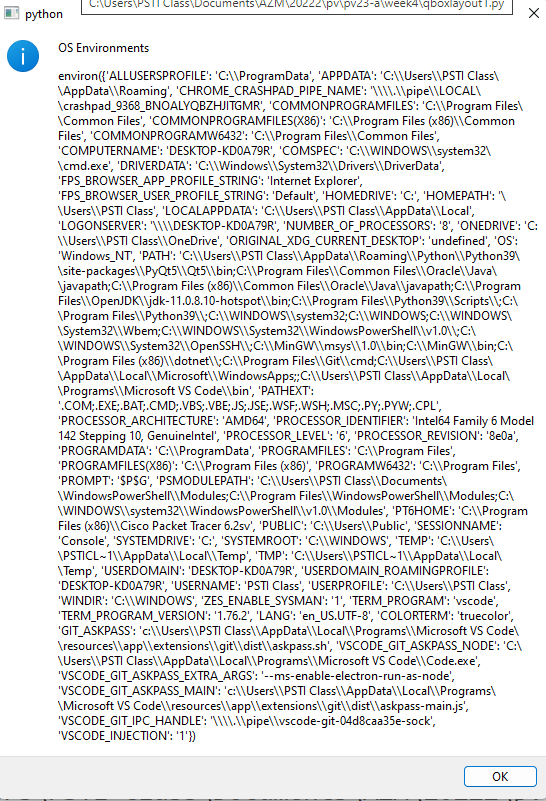 C:\Users\PSTI Class\Documents\AZM\20222\pv\pv23-a\week4\qboxlayout1.py
python
OS Environments
environ({'ALLUSERSPROFILE': 'C:\\ProgramData', 'APPDATA': 'C:\\Users\\PSTI Class\
\AppData\\Roaming', 'CHROME_CRASHPAD_PIPE_NAME': '\\\\.\\pipe\\LOCAL\
\crashpad_9368_BNOALYQBZHJITGMR', 'COMMONPROGRAMFILES': 'C:\\Program Files\
\Common Files', 'COMMONPROGRAMFILES(X86)': 'C:\\Program Files (x86)\\Common
Files', 'COMMONPROGRAMW6432': 'C:\\Program Files\\Common Files',
'COMPUTERNAME': 'DESKTOP-KD0A79R', 'COMSPEC': 'C:\\WINDOWS\\system32\
\cmd.exe', 'DRIVERDATA': 'C:\\Windows\\System32\\Drivers\\DriverData',
'FPS_BROWSER_APP_PROFILE_STRING': 'Internet Explorer',
'FPS_BROWSER_USER_PROFILE_STRING': 'Default', 'HOMEDRIVE': 'C:', 'HOMEPATH': '\
\Users\\PSTI Class', 'LOCALAPPDATA': 'C:\\Users\\PSTI Class\\AppData\\Local',
'LOGONSERVER': '\\\\DESKTOP-KD0A79R', 'NUMBER_OF_PROCESSORS': '8', 'ONEDRIVE': 'C:
\\Users\\PSTI Class\\OneDrive', 'ORIGINAL_XDG_CURRENT_DESKTOP': 'undefined', 'OS':
'Windows_NT', 'PATH': 'C:\\Users\\PSTI Class\\AppData\\Roaming\\Python\\Python39\
\site-packages\\PyQt5\\Qt5\\bin;C:\\Program Files\\Common Files\\Oracle\\Java\
\javapath;C:\\Program Files (x86)\\Common Files\\Oracle\\Java\\javapath;C:\\Program
Files\\OpenJDK\\jdk-11.0.8.10-hotspot\\bin;C:\\Program Files\\Python39\\Scripts\\;C:\
\Program Files\\Python39\\;C:\\WINDOWS\\system32;C:\\WINDOWS;C:\\WINDOWS\
\System32\\Wbem;C:\\WINDOWS\\System32\\WindowsPowerShell\\v1.0\\;C:\
\WINDOWS\\System32\\OpenSSH\\;C:\\MinGW\\msys\\1.0\\bin;C:\\MinGW\\bin;C:\
\Program Files (x86)\\dotnet\\;C:\\Program Files\\Git\\cmd;C:\\Users\\PSTI Class\
\AppData\\Local\\Microsoft\\WindowsApps;;C:\\Users\\PSTI Class\\AppData\\Local\
\Programs\\Microsoft VS Code\\bin', 'PATHEXT':
'.COM;.EXE;.BAT;.CMD;.VBS;.VBE;.JS;.JSE;.WSF;.WSH;.MSC;.PY;.PYW;.CPL',
'PROCESSOR_ARCHITECTURE': 'AMD64', 'PROCESSOR_IDENTIFIER': 'Intel64 Family 6 Model
142 Stepping 10, GenuineIntel', 'PROCESSOR_LEVEL': '6', 'PROCESSOR_REVISION': '8e0a',
'PROGRAMDATA': 'C:\\ProgramData', 'PROGRAMFILES': 'C:\\Program Files',
'PROGRAMFILES(X86)': 'C:\\Program Files (x86)', 'PROGRAMW6432': 'C:\\Program Files',
'PROMPT': '$P$G', 'PSMODULEPATH': 'C:\\Users\\PSTI Class\\Documents\
\WindowsPowerShell\\Modules;C:\\Program Files\\WindowsPowerShell\\Modules;C:\
\WINDOWS\\system32\\WindowsPowerShell\\v1.0\\Modules', 'PT6HOME': 'C:\\Program
Files (x86)\\Cisco Packet Tracer 6.2sv', 'PUBLIC': 'C:\\Users\\Public', 'SESSIONNAME':
'Console', 'SYSTEMDRIVE': 'C:', 'SYSTEMROOT': 'C:\\WINDOWS', 'TEMP': 'C:\\Users\
\PSTICL~1\\AppData\\Local\\Temp', 'TMP': 'C:\\Users\\PSTICL~1\\AppData\\Local\
\Temp', 'USERDOMAIN': 'DESKTOP-KD0A79R', 'USERDOMAIN_ROAMINGPROFILE':
'DESKTOP-KD0A79R', 'USERNAME': 'PSTI Class', 'USERPROFILE': 'C:\\Users\\PSTI Class',
'WINDIR': 'C:\\WINDOWS', 'ZES_ENABLE_SYSMAN': '1', 'TERM_PROGRAM': 'vscode',
'TERM_PROGRAM_VERSION': '1.76.2', 'LANG': 'en_US.UTF-8', 'COLORTERM': 'truecolor',
'GIT_ASKPASS': 'c:\\Users\\PSTI Class\\AppData\\Local\\Programs\\Microsoft VS Code\
\resources\\app\\extensions\\git\\dist\\askpass.sh', 'VSCODE_GIT_ASKPASS_NODE': 'C:\
\Users\\PSTI Class\\AppData\\Local\\Programs\\Microsoft VS Code\\Code.exe',
'VSCODE_GIT_ASKPASS_EXTRA_ARGS': '--ms-enable-electron-run-as-node',
'VSCODE_GIT_ASKPASS_MAIN': 'c:\\Users\\PSTI Class\\AppData\\Local\\Programs\
\Microsoft VS Code\\resources\\app\\extensions\\git\\dist\\askpass-main.js',
'VSCODE_GIT_IPC_HANDLE': '\\\\.\\pipe\\vscode-git-04d8caa35e-sock',
'VSCODE_INJECTION': '1'})
OK